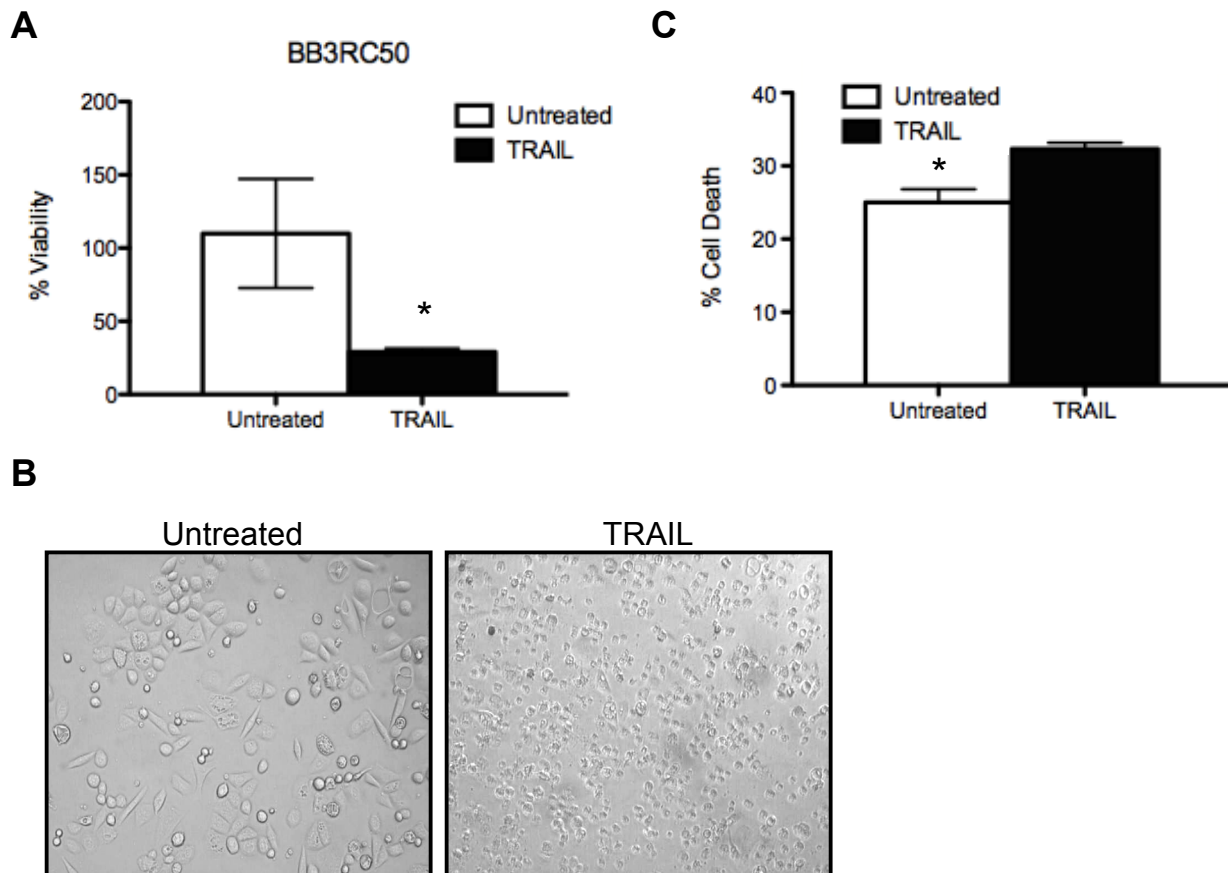 A
BB3RC50
200
150
100
50
0
% Viability
Untreated
TRAIL
*
Untreated
TRAIL
C
40
30
20
10
0
% Cell Death
Untreated
TRAIL
*
Untreated
TRAIL
B
Untreated
TRAIL